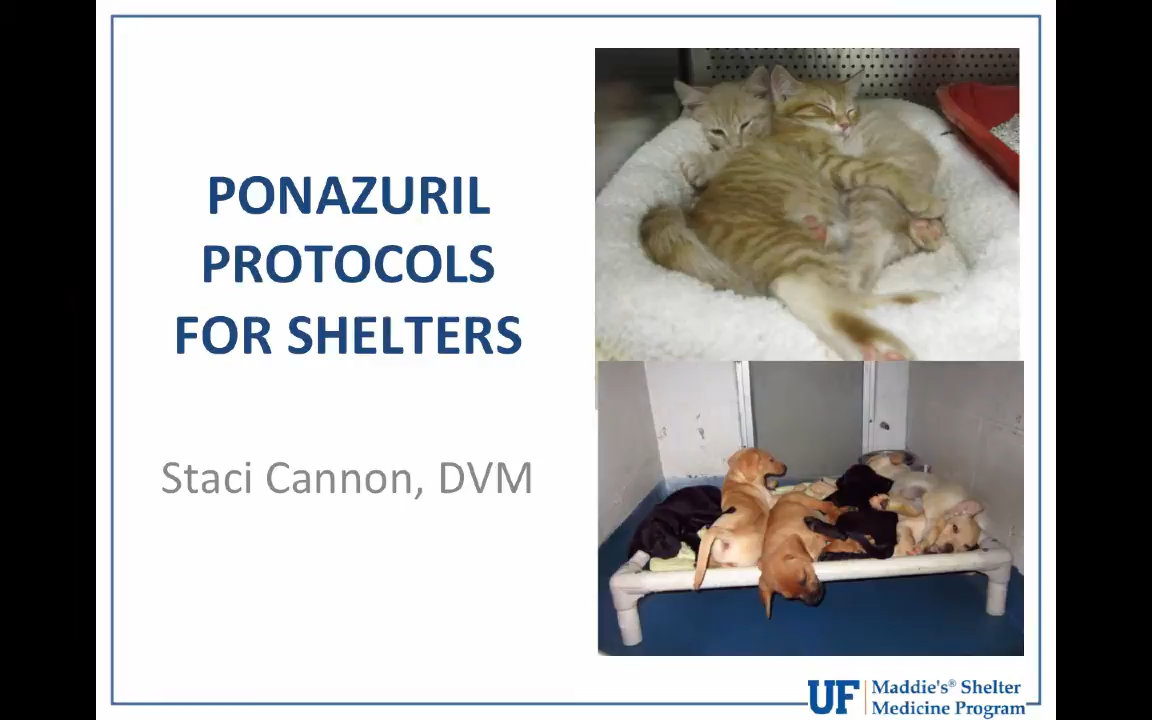 PONAZURIL
PROTOCOLS
FOR SHELTERS
Staci Cannon, DVM
UF
Maddie's® Shelter
Medicine Program